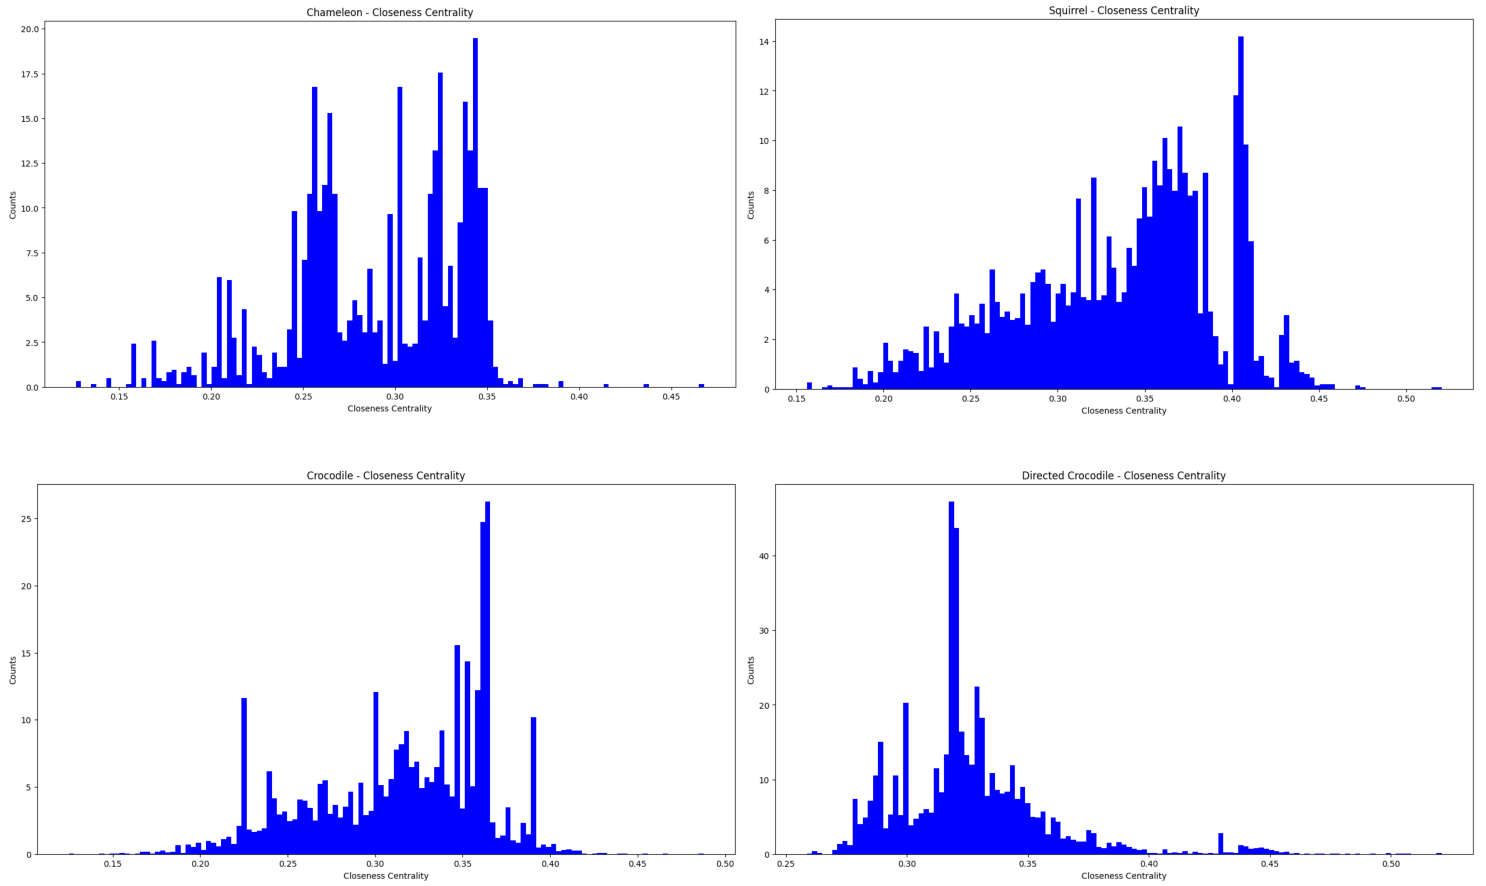 Chameleon - Closeness Centrality
20.0
17.5
15.0
12.5
10.0
7.5
5.0
2.5
0.0
Counts
0.15 0.20 0.25 0.30 0.35 0.40 0.45
Closeness Centrality
Squirrel - Closeness Centrality
14
12
10
8
6
4
2
0
Counts
0.15 0.20 0.25 0.30 0.35 0.40 0.45 0.50
Closeness Centrality
Crocodile - Closeness Centrality
25
20
15
10
5
0
Counts
0.15 0.20 0.25 0.30 0.35 0.40 0.45 0.50
Closeness Centrality
Directed Crocodile - Closeness Centrality
40
30
20
10
0
Counts
0.25 0.30 0.35 0.40 0.45 0.50
Closeness Centrality